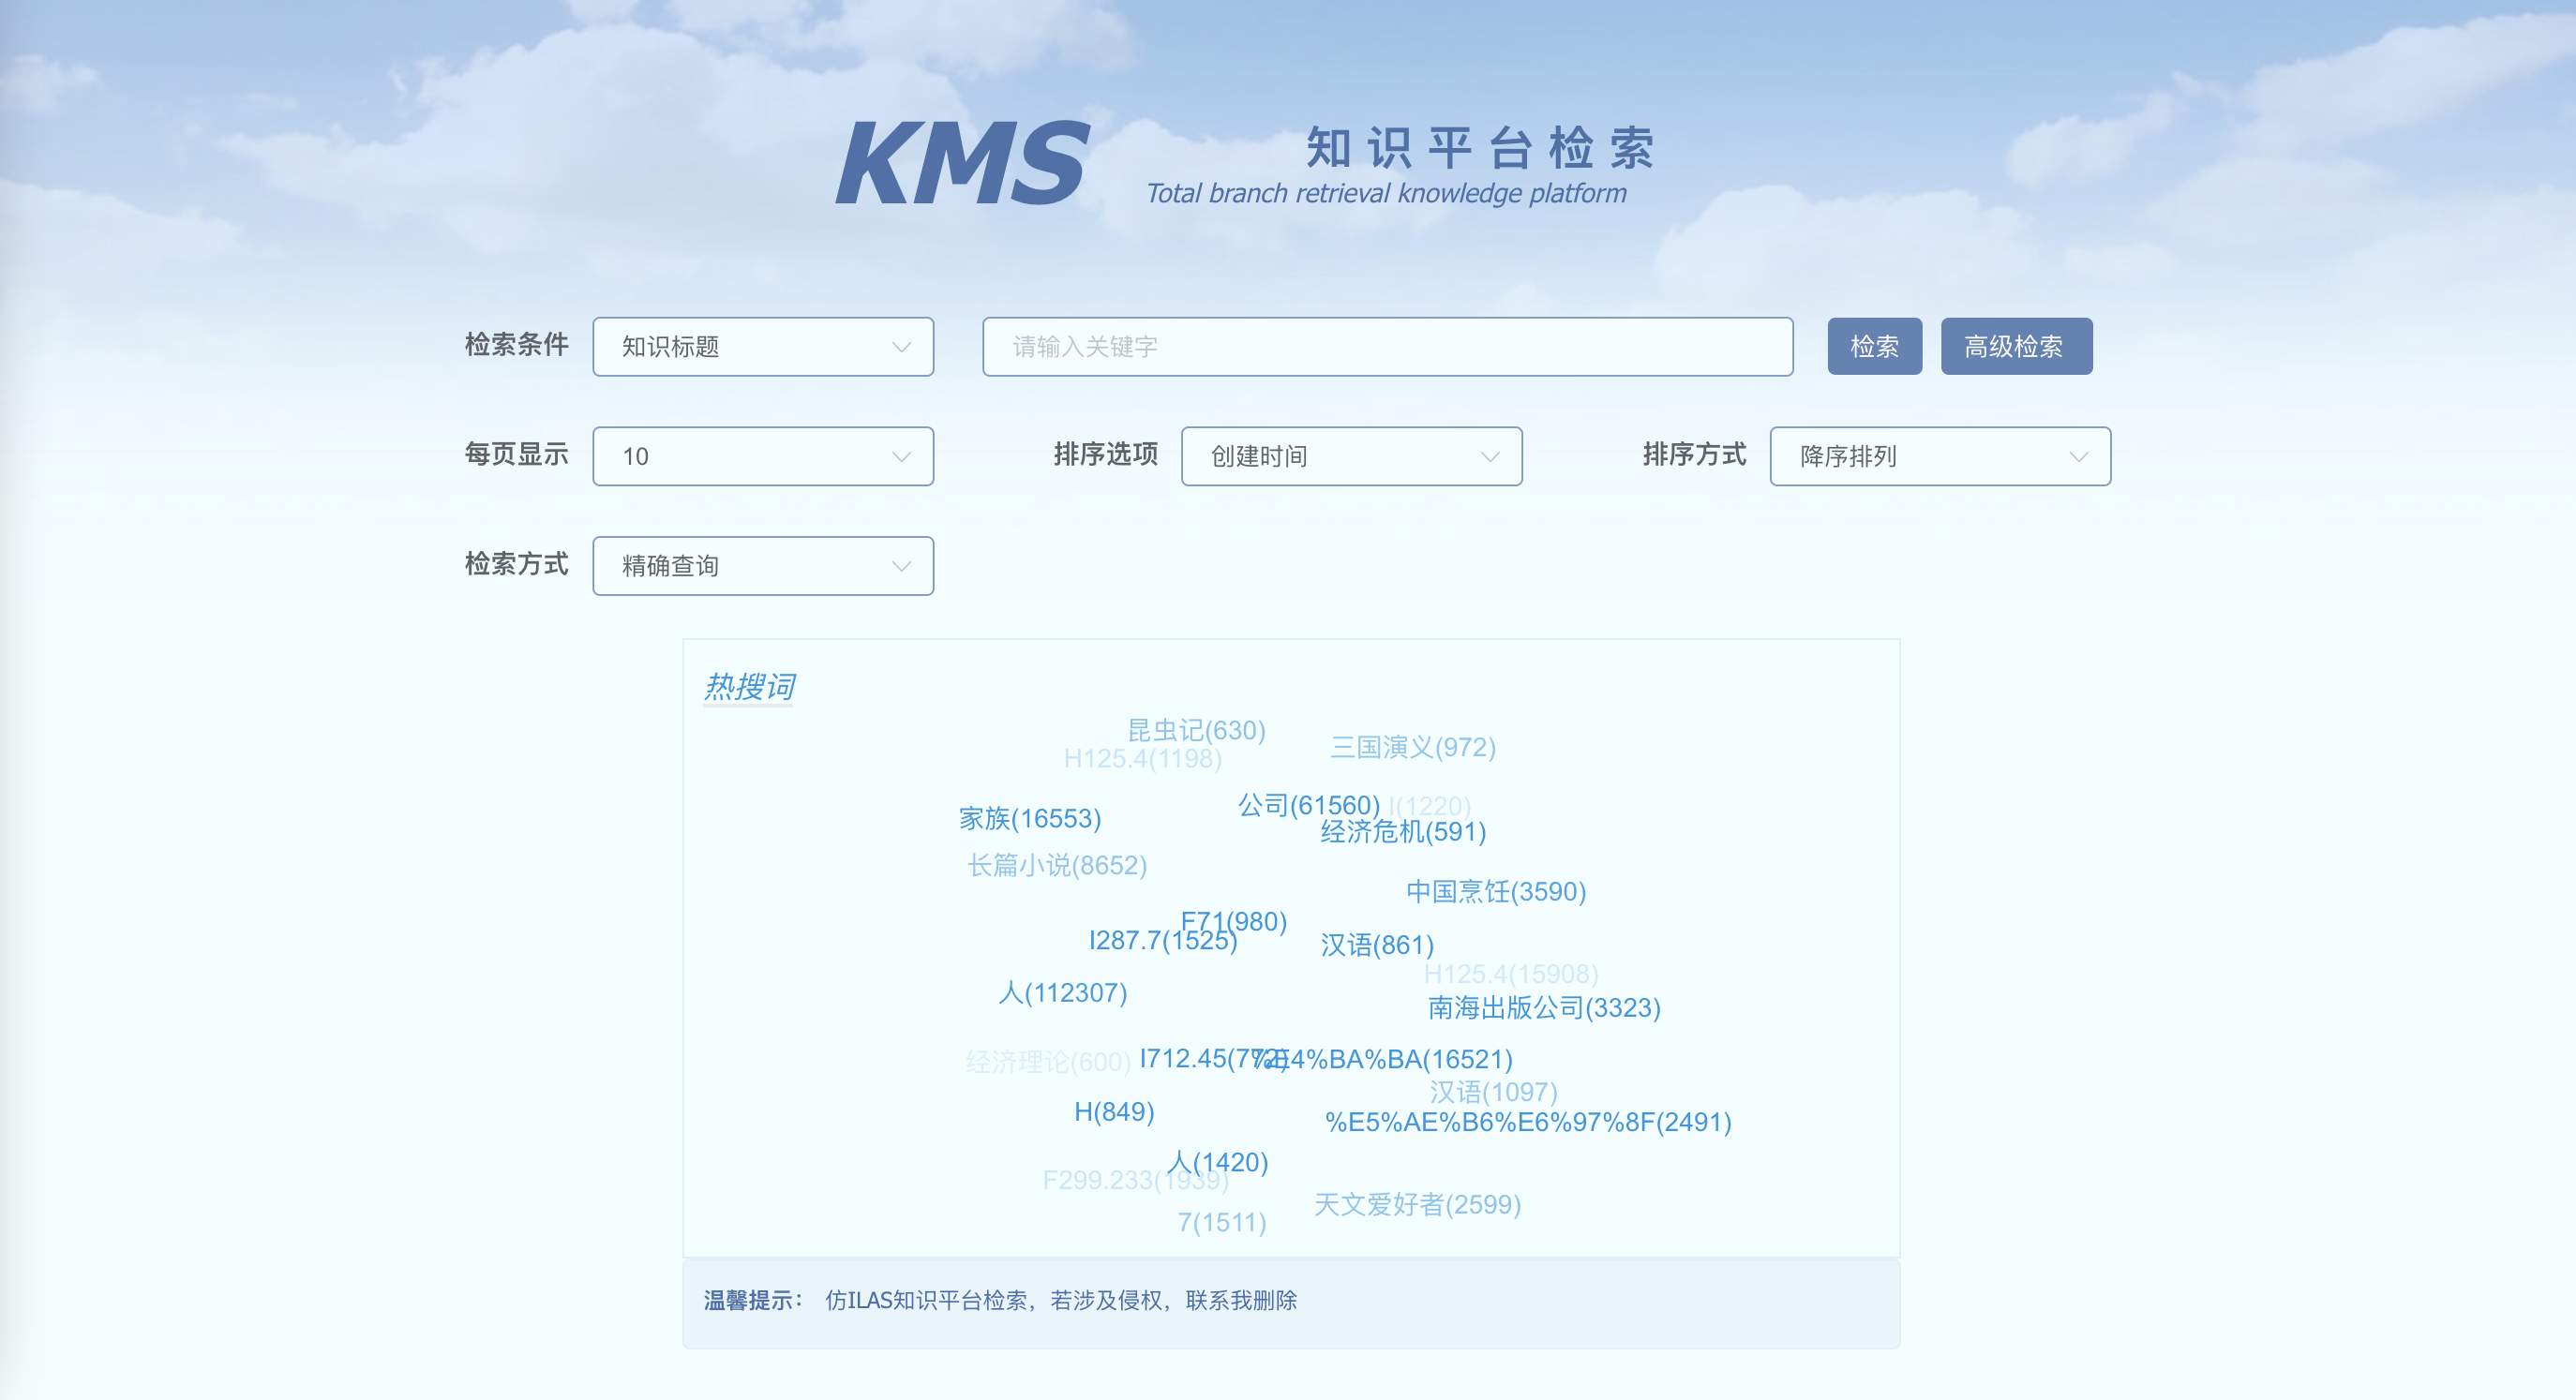 KMS
知识平台检索
Total branch retrieval knowledge platform
检索条件 知识标题 请输入关键字 检索 高级检索
每页显示 10 排序选项 创建时间 排序方式 降序排列
检索方式 精确查询
热搜词
昆虫记(630)
三国演义(972)
H125.4(1198)
公司(61560)
I(1220)
家族(16553)
经济危机(591)
长篇小说(8652)
中国烹饪(3590)
F71(980)
I287.7(1525)
汉语(861)
H125.4(15908)
人(112307)
南海出版公司(3323)
经济理论(600)
I712.45(772)
%E4%BA%BA(16521)
汉语(1097)
H(849)
%E5%AE%B6%E6%97%8F(2491)
人(1420)
F299.233(1939)
天文爱好者(2599)
7(1511)
温馨提示： 仿ILAS知识平台检索，若涉及侵权，联系我删除